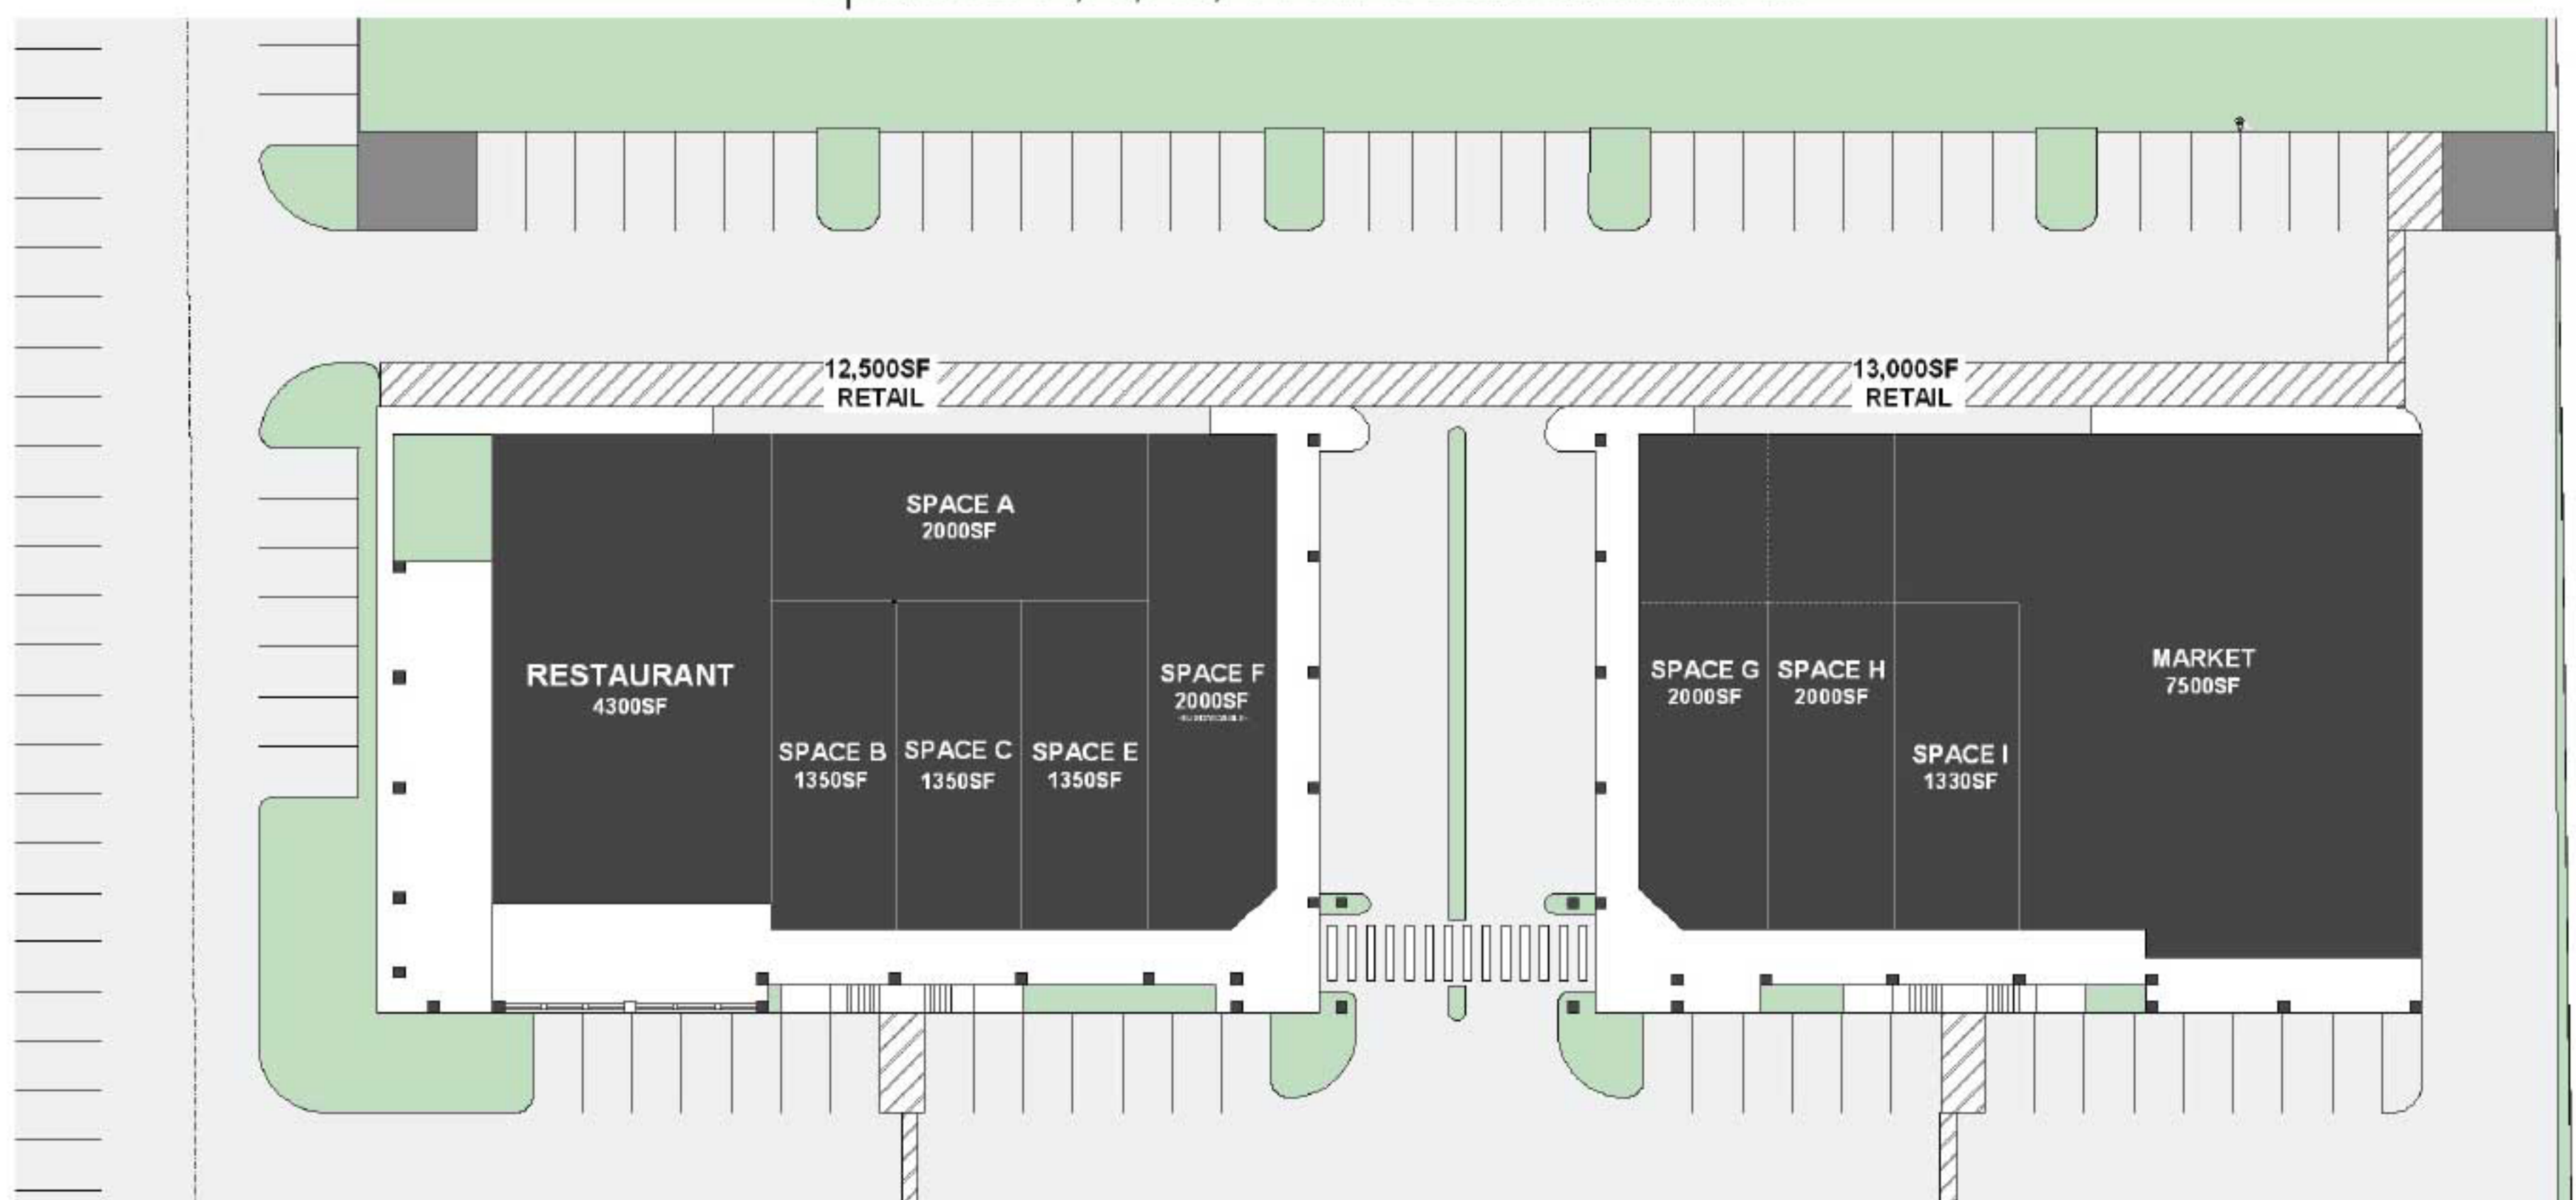 12,500SF
RETAIL
13,000SF
RETAIL
SPACE A
2000SF
RESTAURANT
4300SF
SPACE B
1350SF
SPACE C
1350SF
SPACE E
1350SF
SPACE F
2000SF
SPACE G
2000SF
SPACE H
2000SF
SPACE I
1330SF
MARKET
7500SF